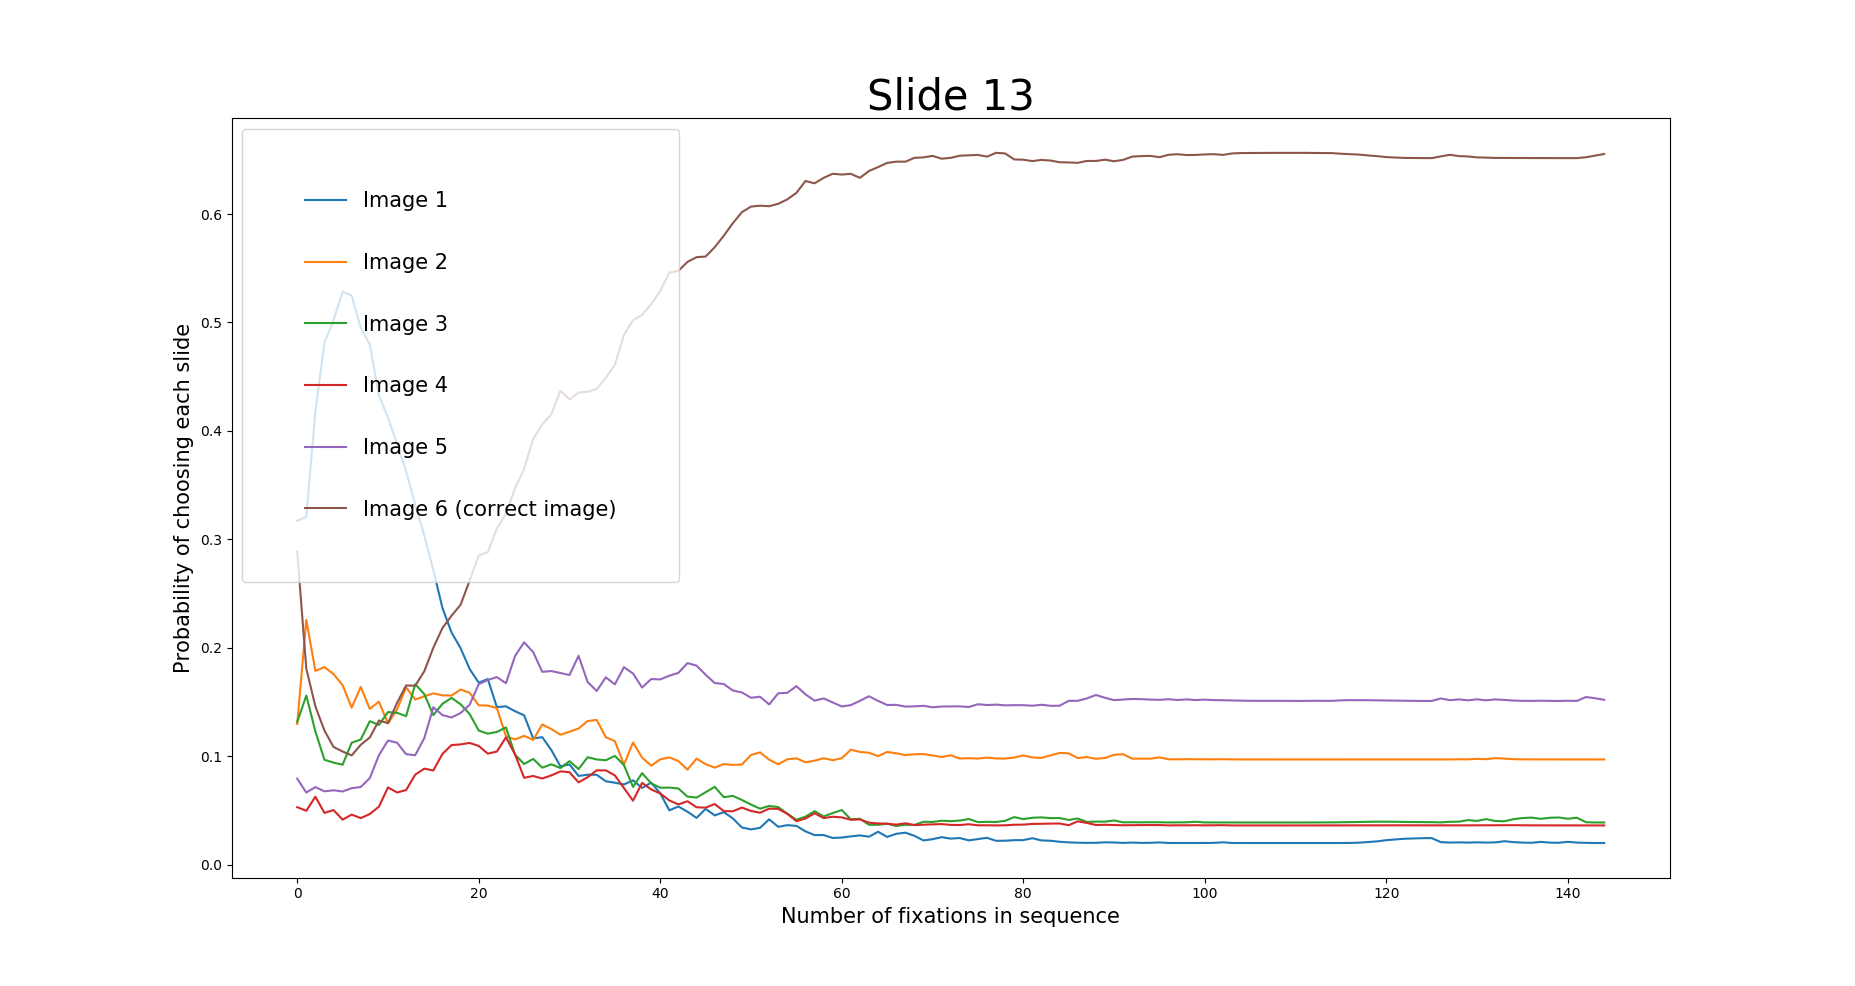 Slide 13
Image 1
Image 2
Image 3
Image 4
Image 5
Image 6 (correct image)
Probability of choosing each slide
0.6
0.5
0.4
0.3
0.2
0.1
0.0
0 20 40 60 80 100 120 140
Number of fixations in sequence